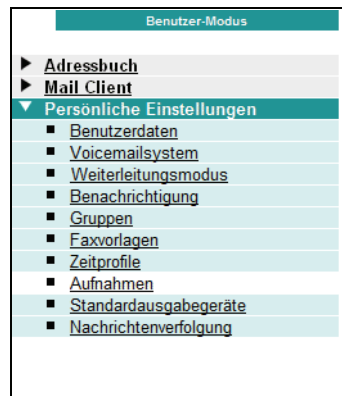 Benutzer-Modus
Adressbuch
Mail Client
Persönliche Einstellungen
Benutzerdaten
Voicemailsystem
Weiterleitungsmodus
Benachrichtigung
Gruppen
Faxvorlagen
Zeitprofile
Aufnahmen
Standardausgabegeräte
Nachrichtenverfolgung